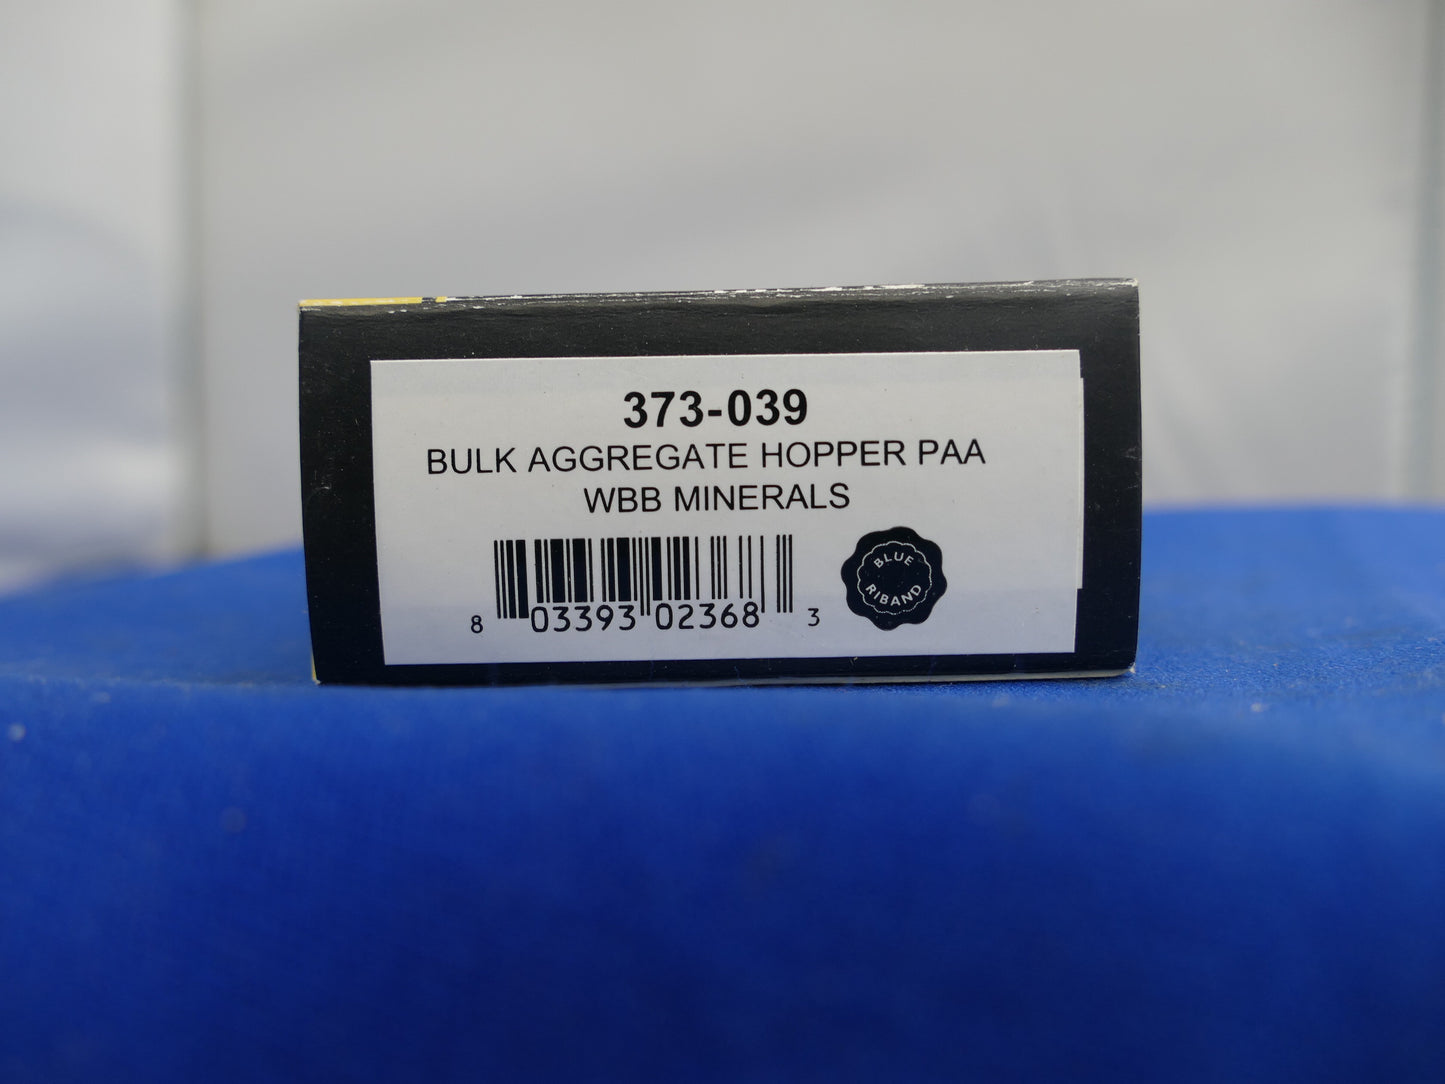 373-039
BULK AGGREGATE HOPPER PAA
WBB MINERALS
8 03393 02368 3
BLUE
RIBAND